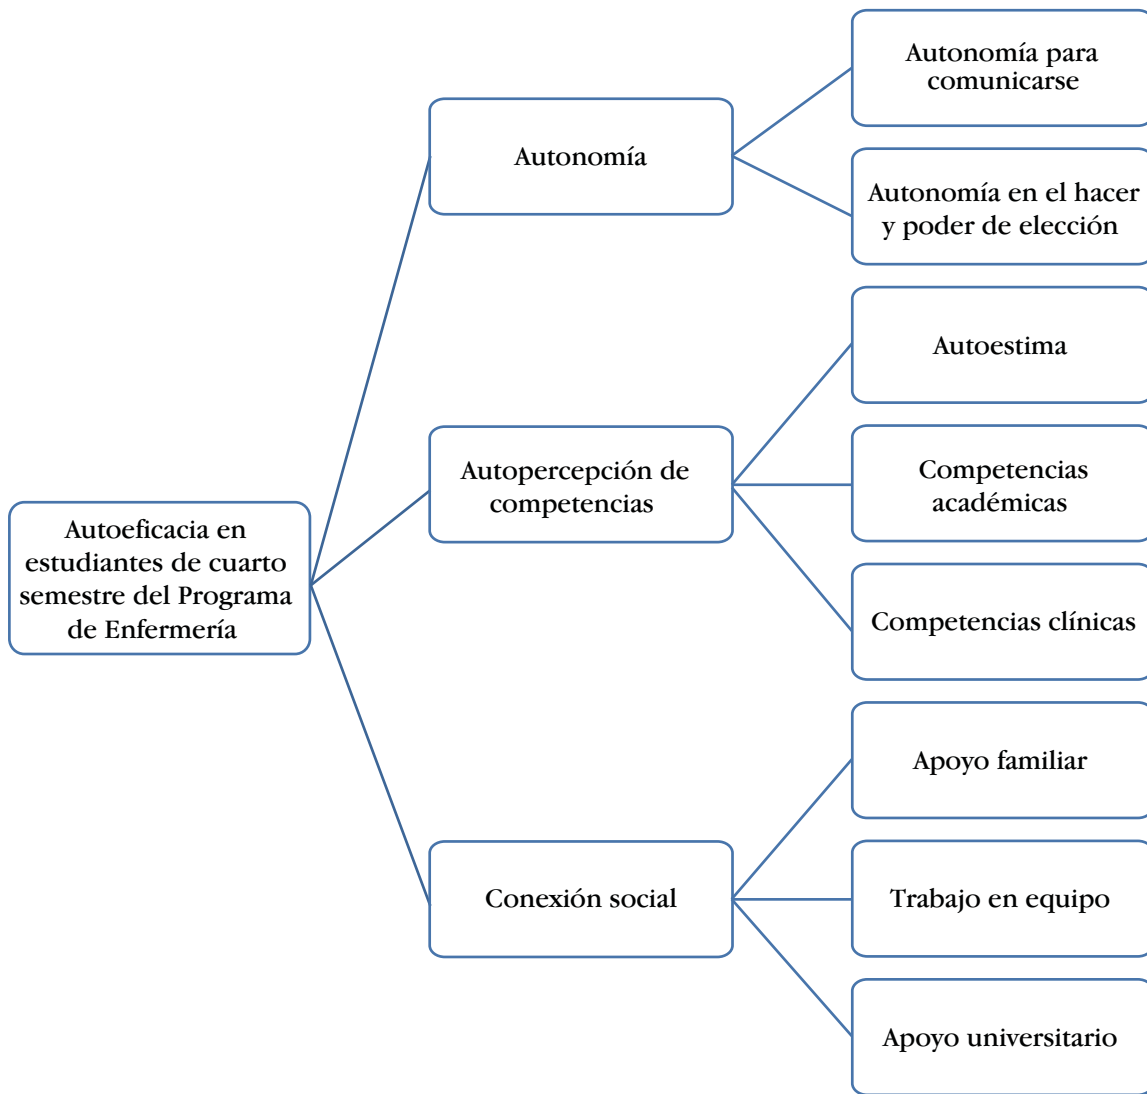 Autonomía para
comunicarse
Autonomía
Autonomía en el hacer
y poder de elección
Autoestima
Autopercepción de
competencias
Competencias
académicas
Autoeficacia en
estudiantes de cuarto
semestre del Programa
de Enfermería
Competencias clínicas
Apoyo familiar
Conexión social
Trabajo en equipo
Apoyo universitario